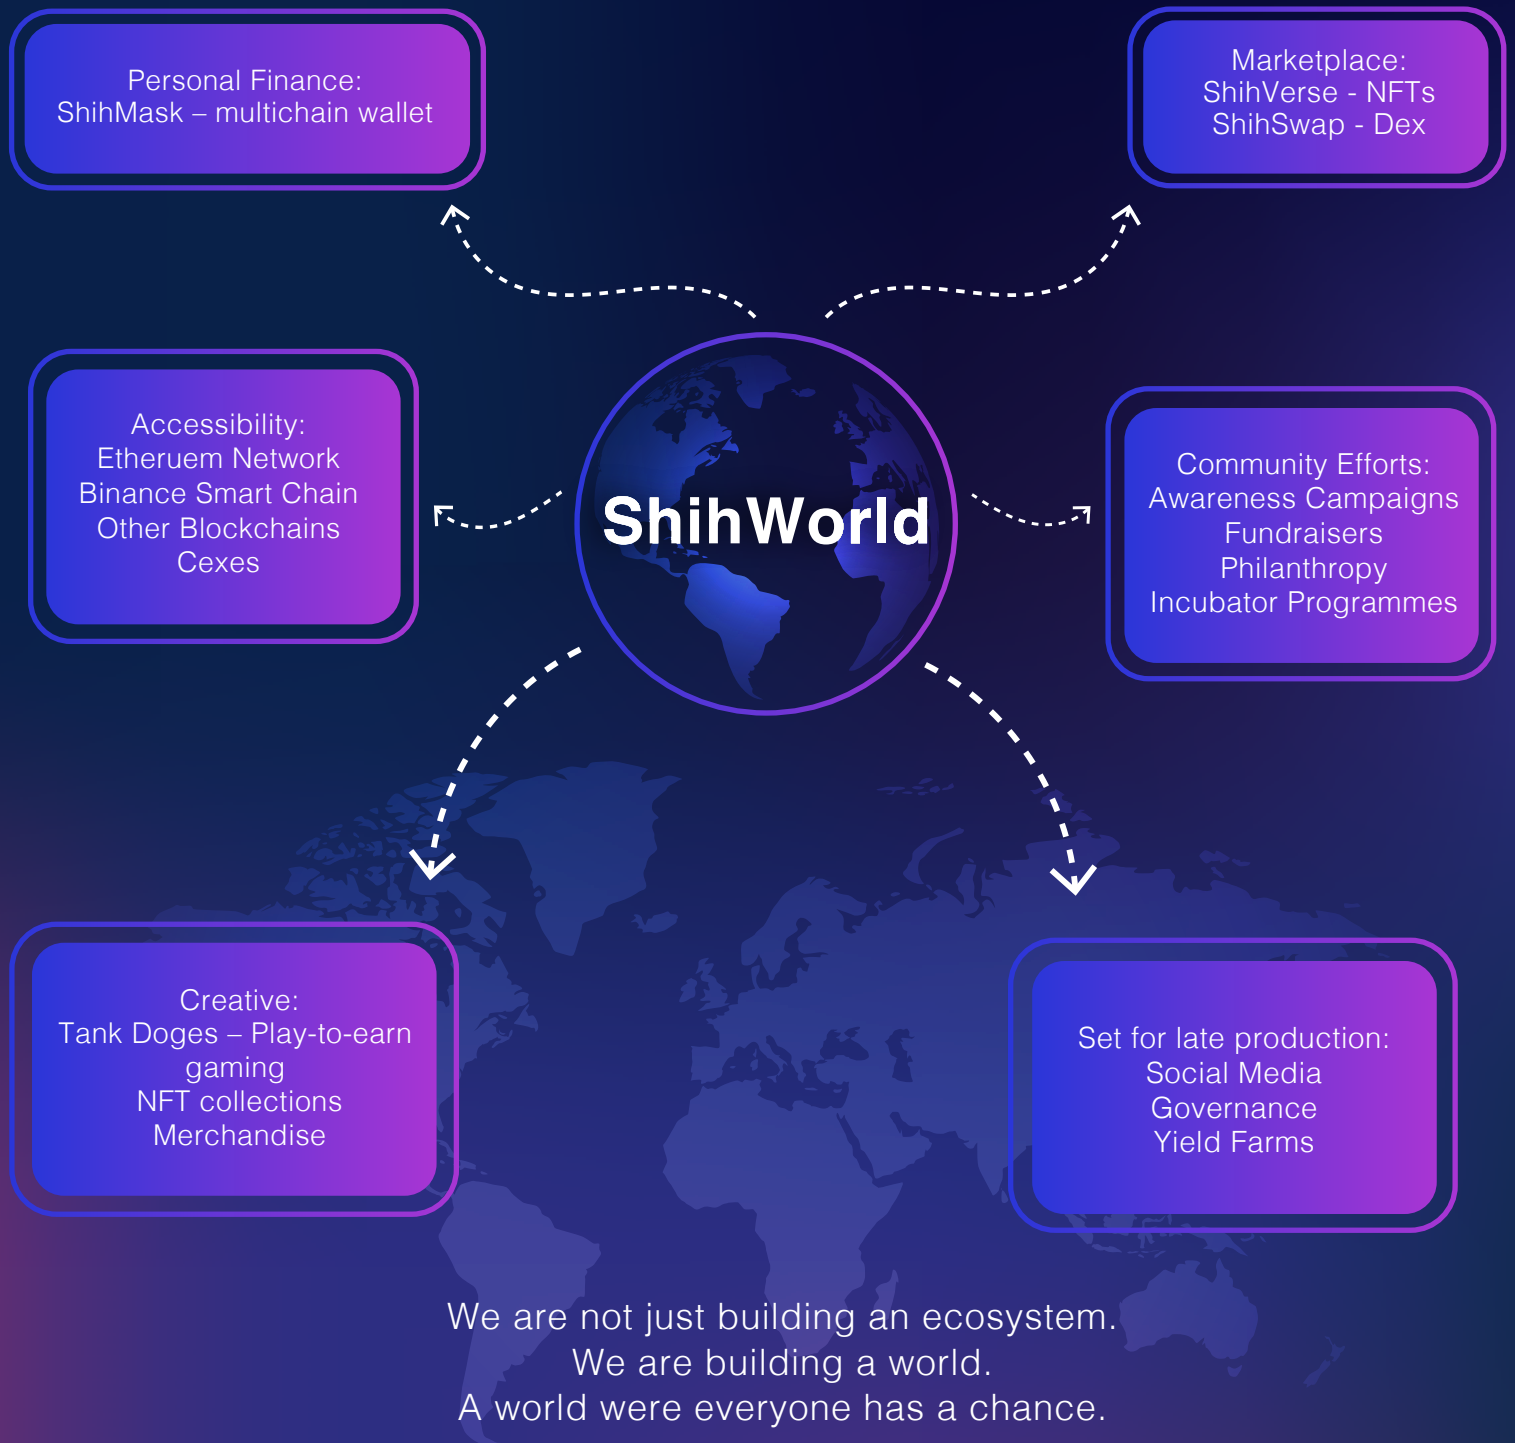 Personal Finance:
ShihMask – multichain wallet
Marketplace:
ShihVerse - NFTs
ShihSwap - Dex
Accessibility:
Etheruem Network
Binance Smart Chain
Other Blockchains
Cexes
ShihWorld
Community Efforts:
Awareness Campaigns
Fundraisers
Philanthropy
Incubator Programmes
Creative:
Tank Doges – Play-to-earn
gaming
NFT collections
Merchandise
Set for late production:
Social Media
Governance
Yield Farms
We are not just building an ecosystem.
We are building a world.
A world were everyone has a chance.